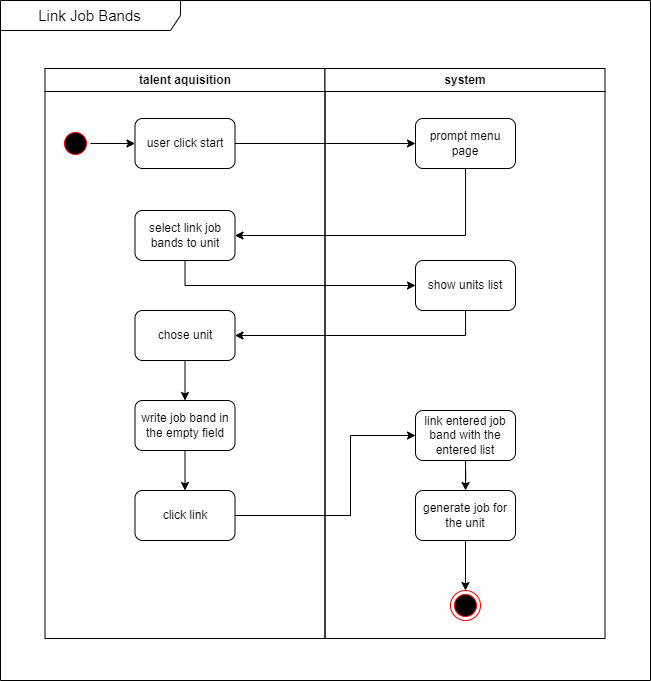 Link Job Bands
talent aquisition
system
user click start
prompt menu
page
select link job
bands to unit
show units list
chose unit
write job band in
the empty field
link entered job
band with the
entered list
click link
generate job for
the unit